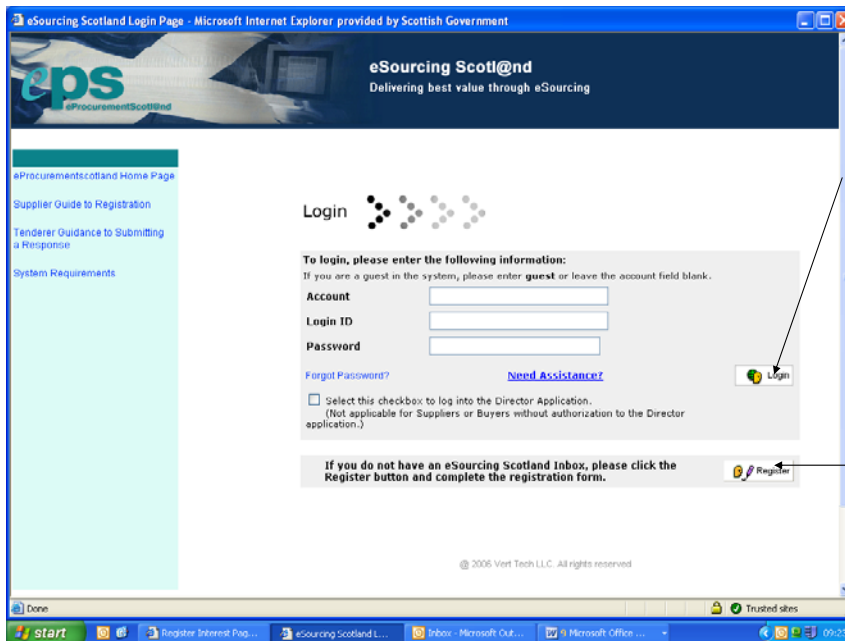 eSourcing Scotland Login Page - Microsoft Internet Explorer provided by Scottish Government
eps
eProcurementScotl@nd
eSourcing Scotl@nd
Delivering best value through eSourcing
eProcurementscotland Home Page
Supplier Guide to Registration
Tenderer Guidance to Submitting
a Response
System Requirements
Login
To login, please enter the following information:
If you are a guest in the system, please enter guest or leave the account field blank.
Account
Login ID
Password
Forgot Password?
Need Assistance?
Login
Select this checkbox to log into the Director Application.
(Not applicable for Suppliers or Buyers without authorization to the Director
application.)
If you do not have an eSourcing Scotland Inbox, please click the
Register button and complete the registration form.
Register
@ 2006 Vert Tech LLC. All rights reserved
Done
Trusted sites
start
Register Interest Pag...
eSourcing Scotland L...
Inbox - Microsoft Out...
9 Microsoft Office ...